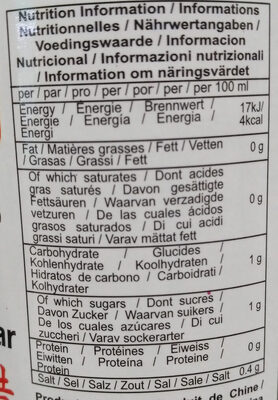 Nutrition Information / Informations
Nutritionnelles / Nährwertangaben /
Voedingswaarde / Informacion
Nutricional / Informazioni nutrizionali
/ Information om näringsvärdet
per / par / pro / per / por / per / per 100 ml
Energy / Énergie / Brennwert / 17kJ/
Energie / Energía / Energia / 4kcal
Energi
Fat / Matières grasses / Fett / Vetten 0 g
/ Grasas / Grassi / Fett
Of which saturates / Dont acides
gras saturés / Davon gesättigte
Fettsäuren / Waarvan verzadigde 0 g
vetzuren / De las cuales ácidos
grasos saturados / Di cui acidi
grassi saturi / Varav mättat fett
Carbohydrate / Glucides /
Kohlenhydrate / Koolhydraten / 1 g
Hidratos de carbono / Carboidrati /
Kolhydrater
Of which sugars / Dont sucres /
Davon Zucker / Waarvan suikers / 1 g
De los cuales azúcares / Di cui
zuccheri / Varav sockerarter
Protein / Protéines / Eiweiss / 0 g
Eiwitten / Proteína / Proteine /
Protein
Salt / Sel / Salz / Zout / Sal / Sale / Salt 0.4 g
ar
de Chine /